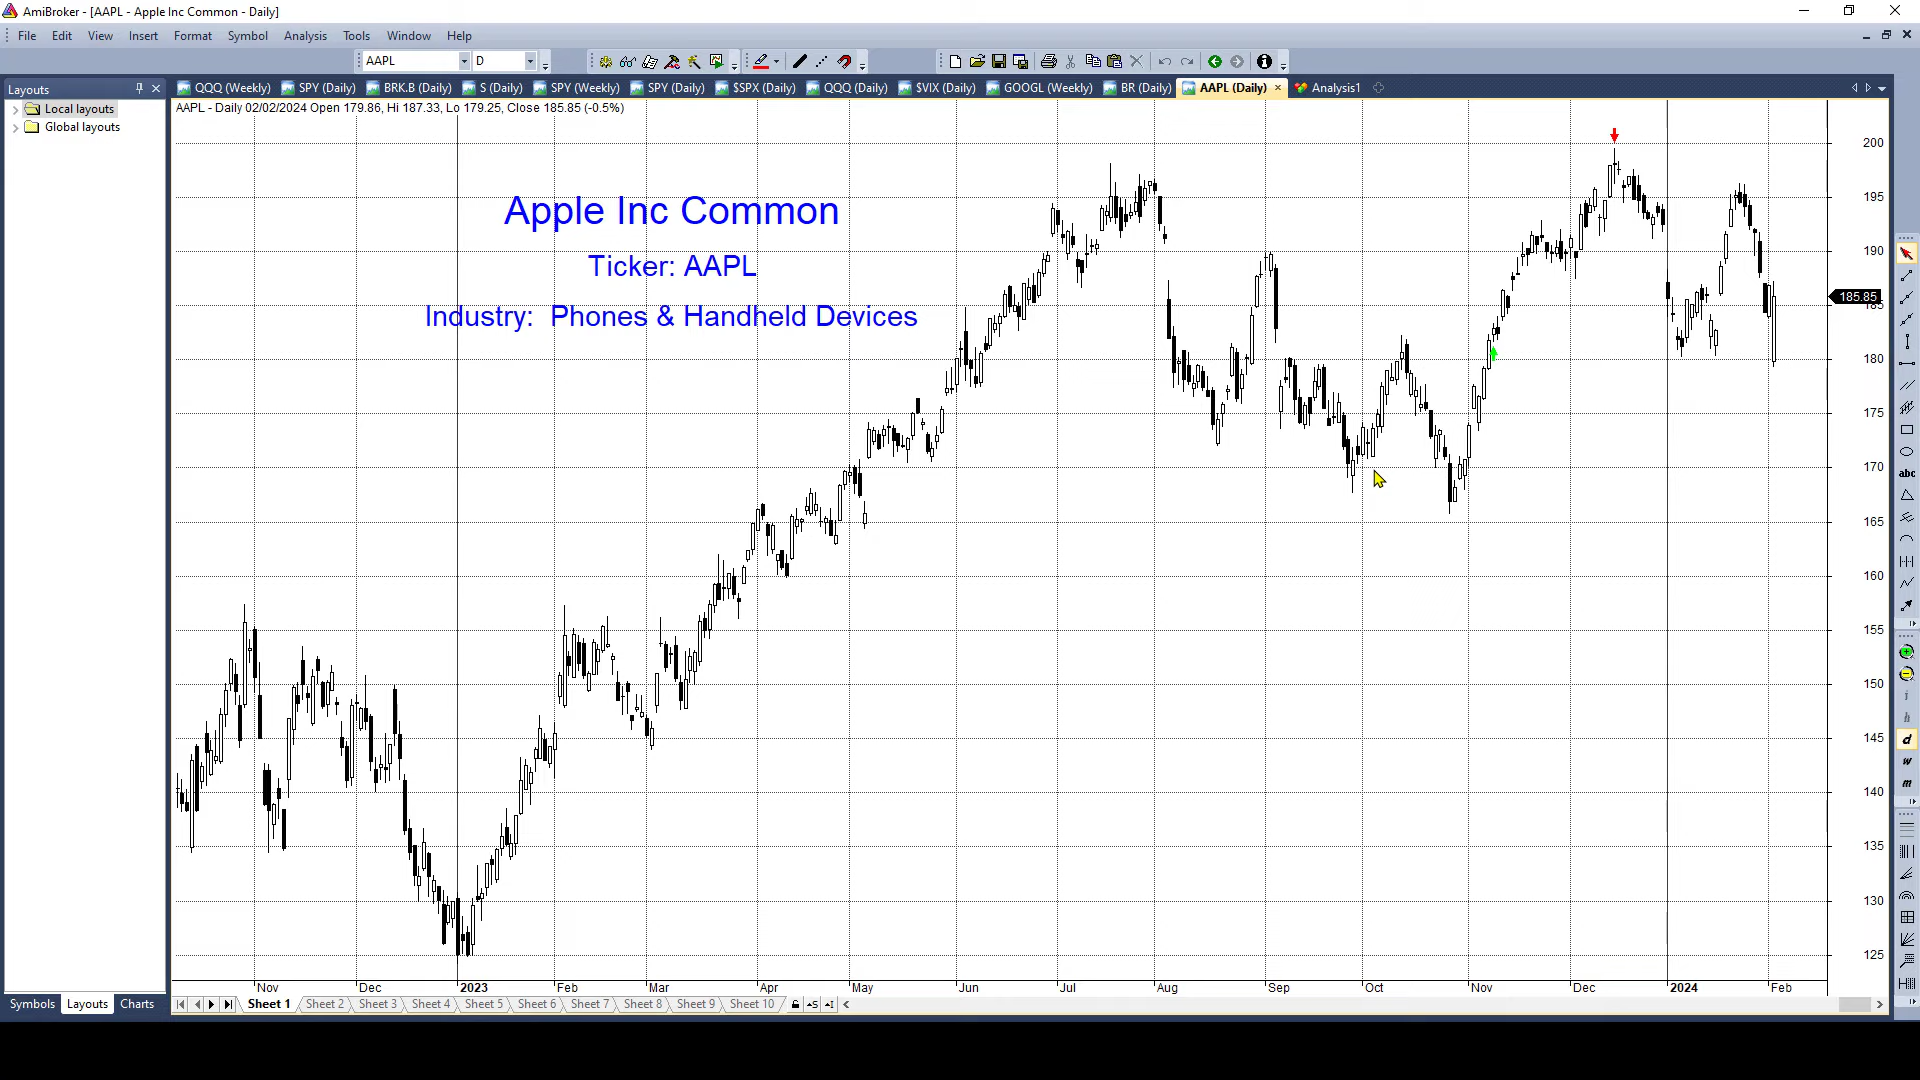 AmiBroker - [AAPL - Apple Inc Common - Daily]
File Edit View Insert Format Symbol Analysis Tools Window Help
AAPL D
Layouts
QQQ (Weekly) SPY (Daily) BRK.B (Daily) S (Daily) SPY (Weekly) SPY (Daily) $SPX (Daily) QQQ (Daily) $VIX (Daily) GOOGL (Weekly) BR (Daily) AAPL (Daily) Analysis1
Local layouts
Global layouts
AAPL - Daily 02/02/2024 Open 179.86, Hi 187.33, Lo 179.25, Close 185.85 (-0.5%)
Apple Inc Common
Ticker: AAPL
Industry: Phones & Handheld Devices
200
195
190
185.85
185
180
175
170
165
160
155
150
145
140
135
130
125
abc
i
h
d
w
m
Nov Dec 2023 Feb Mar Apr May Jun Jul Aug Sep Oct Nov Dec 2024 Feb
Symbols Layouts Charts
Sheet 1 Sheet 2 Sheet 3 Sheet 4 Sheet 5 Sheet 6 Sheet 7 Sheet 8 Sheet 9 Sheet 10